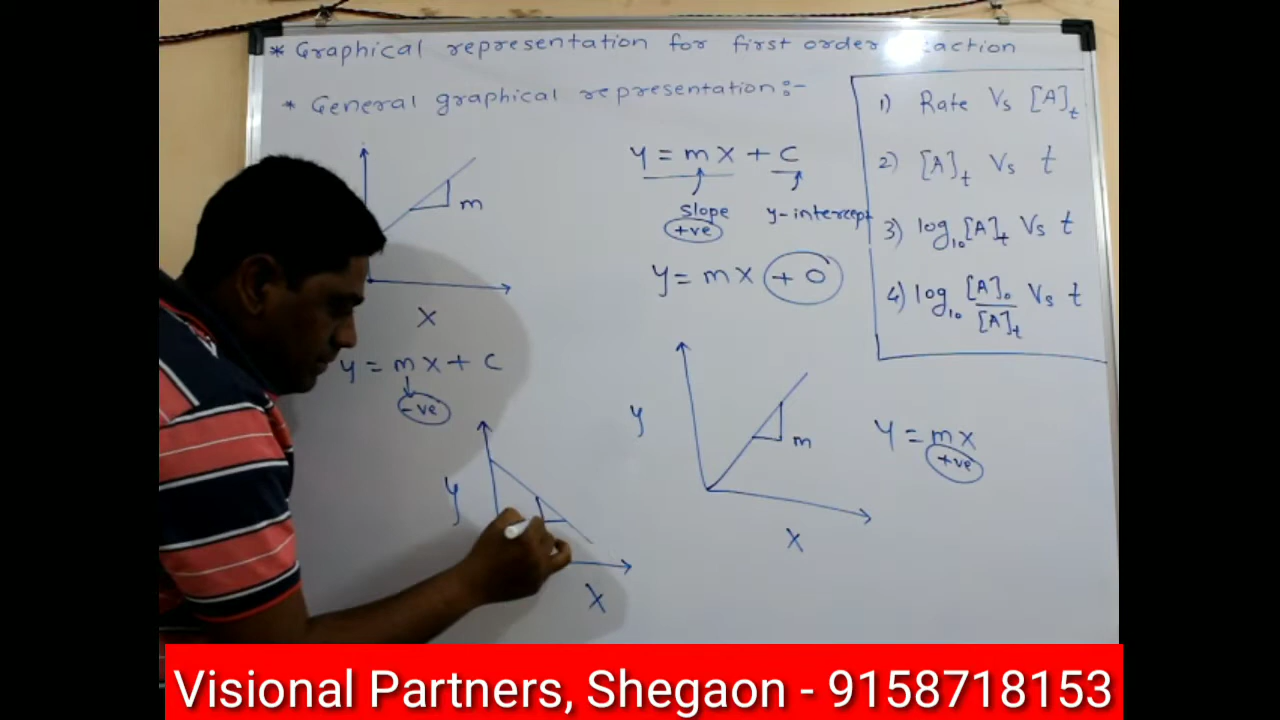 * Graphical representation for first order action
* General graphical representation:-
m
X
y = mx + c
-ve
y
X
y = mx + c
slope
y-intercept
+ve
y = mx + 0
y
m
X
y = mx
+ve
1) Rate Vs [A]t
2) [A]t Vs t
3) log10 [A]t Vs t
4) log10 [A]0 / [A]t Vs t
Visional Partners, Shegaon - 9158718153